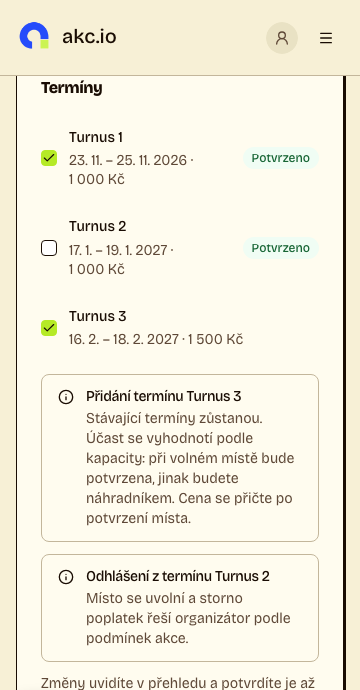 akc.io
Termíny
Turnus 1
23. 11. – 25. 11. 2026 ·
1 000 Kč
Potvrzeno
Turnus 2
17. 1. – 19. 1. 2027 ·
1 000 Kč
Potvrzeno
Turnus 3
16. 2. – 18. 2. 2027 · 1 500 Kč
Přidání termínu Turnus 3
Stávající termíny zůstanou.
Účast se vyhodnotí podle
kapacity: při volném místě bude
potvrzena, jinak budete
náhradníkem. Cena se přičte po
potvrzení místa.
Odhlášení z termínu Turnus 2
Místo se uvolní a storno
poplatek řeší organizátor podle
podmínek akce.
Změny uvidíte v přehledu a potvrdíte je až